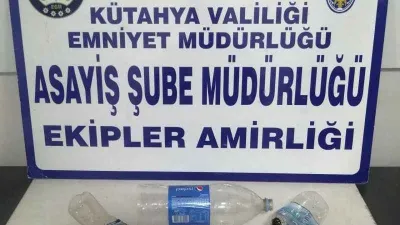 KÜTAHYA VALİLİĞİ
EMNİYET MÜDÜRLÜĞÜ
ASAYİŞ ŞUBE MÜDÜRLÜĞÜ
EKİPLER AMİRLİĞİ